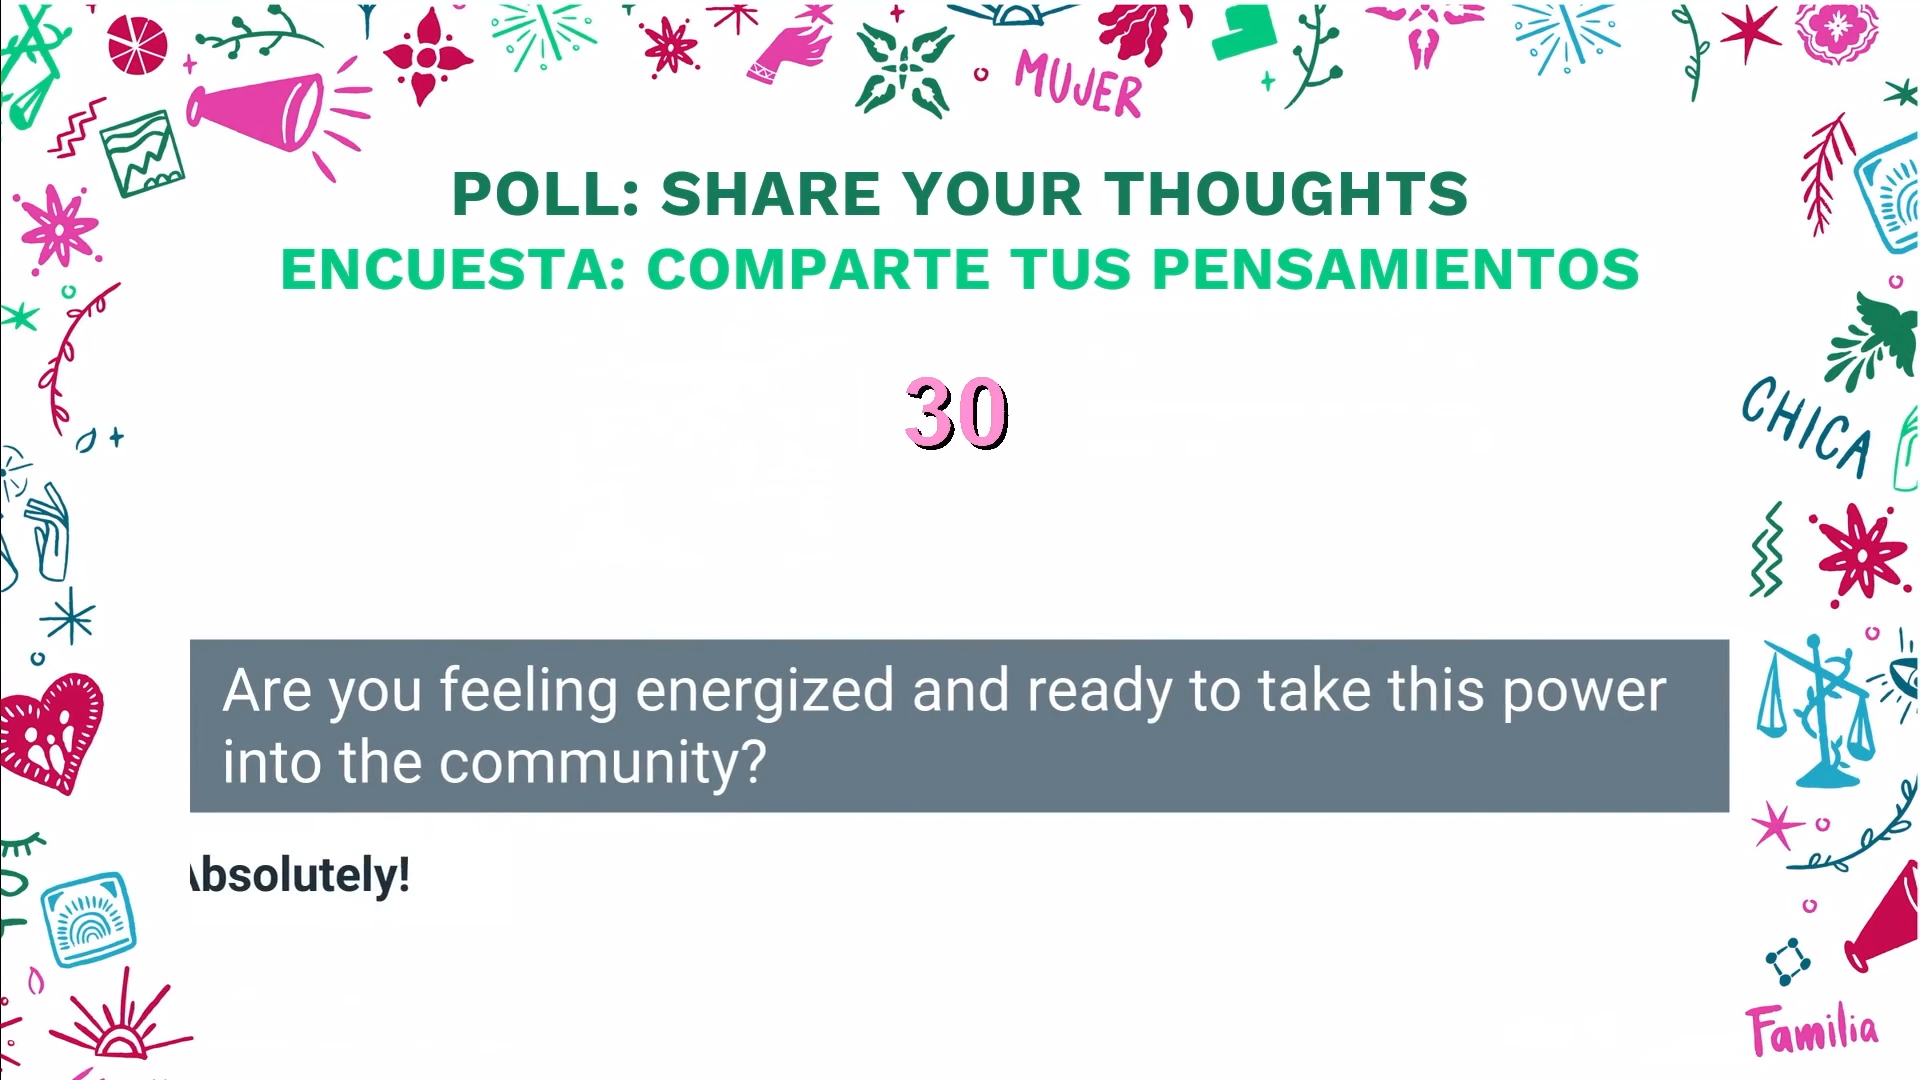 MUJER
POLL: SHARE YOUR THOUGHTS
ENCUESTA: COMPARTE TUS PENSAMIENTOS
30
CHICA
Are you feeling energized and ready to take this power
into the community?
Absolutely!
Familia